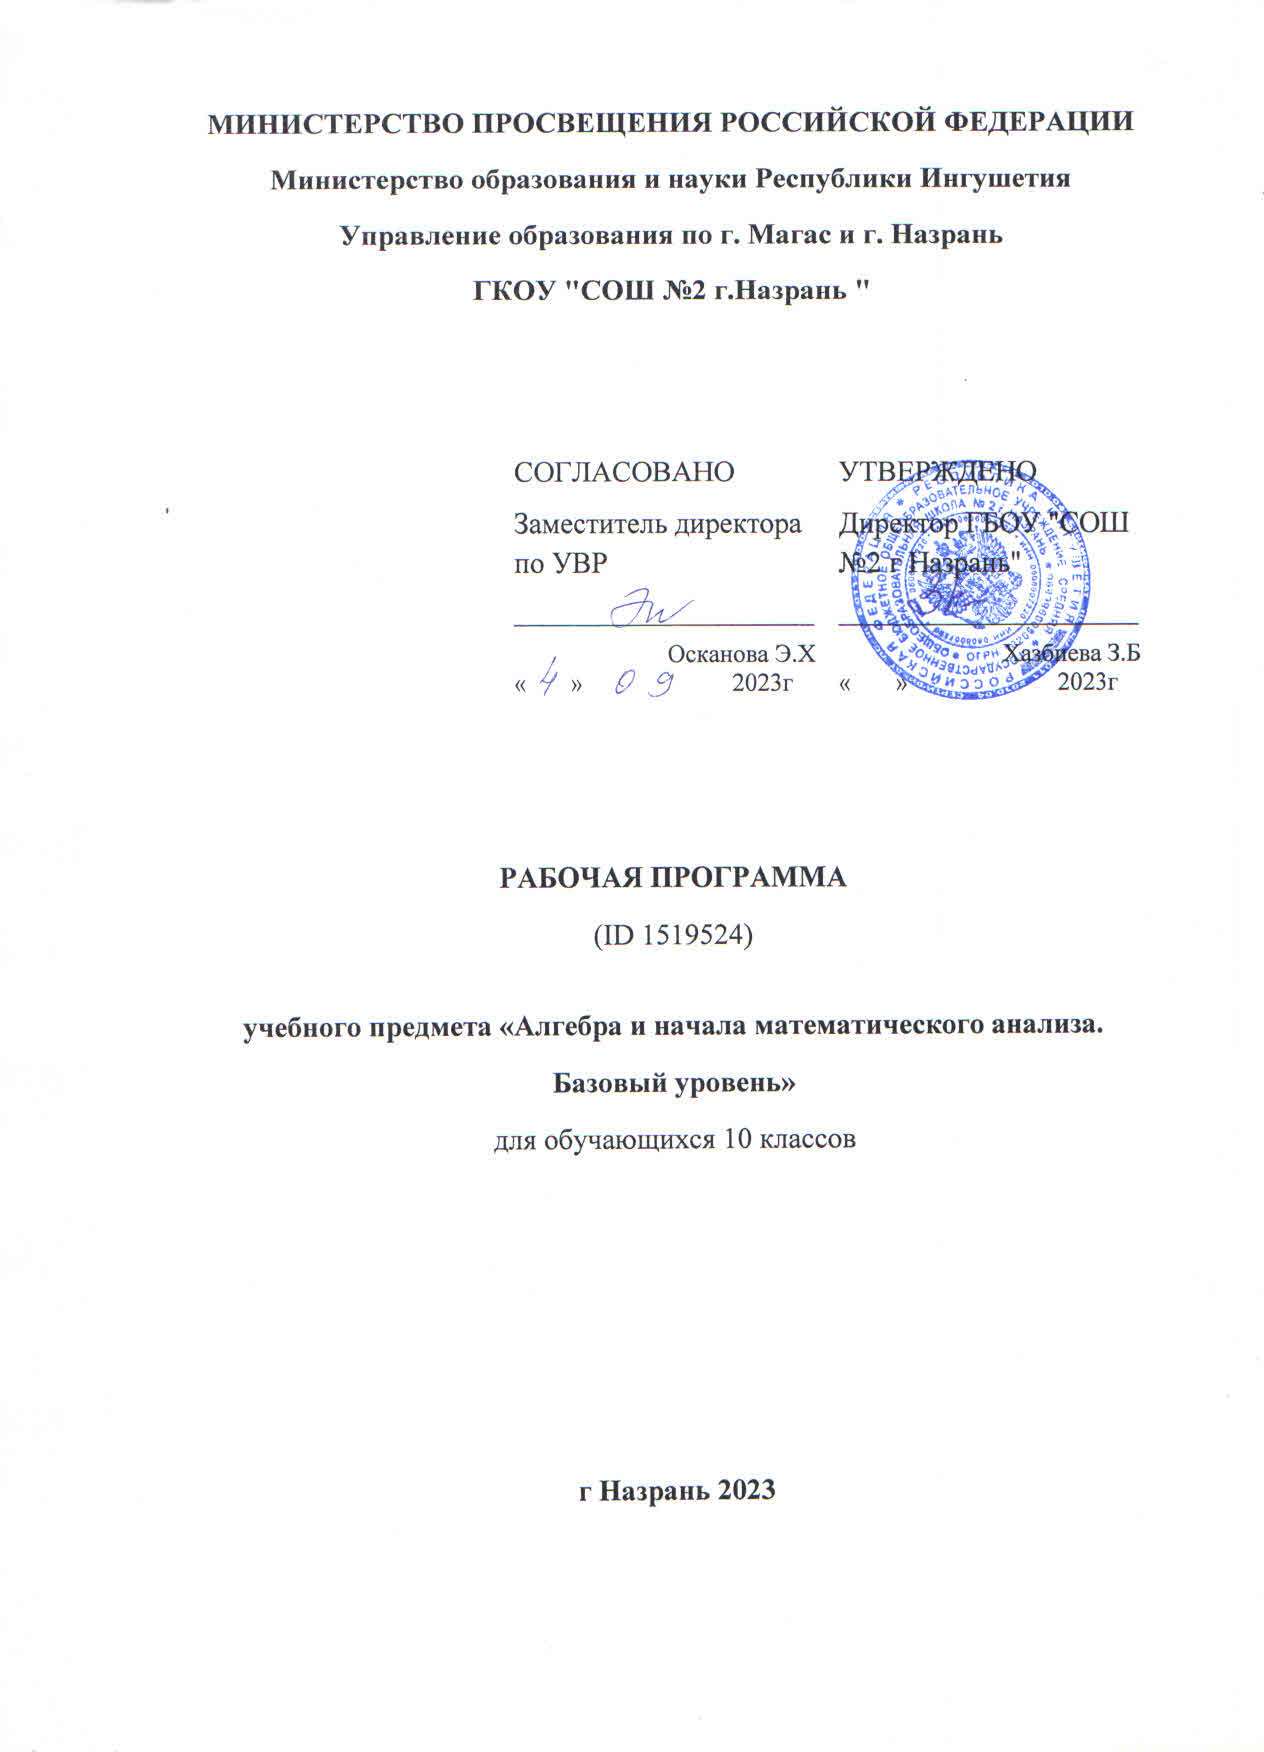 МИНИСТЕРСТВО ПРОСВЕЩЕНИЯ РОССИЙСКОЙ ФЕДЕРАЦИИ
Министерство образования и науки Республики Ингушетия
Управление образования по г. Магас и г. Назрань
ГКОУ "СОШ №2 г.Назрань "
СОГЛАСОВАНО
Заместитель директора
по УВР
Осканова Э.Х
« 4 » 09 2023г
УТВЕРЖДЕНО
Директор ГБОУ "СОШ
№2 г Назрань"
Хазбиева З.Б
« » 2023г
РАБОЧАЯ ПРОГРАММА
(ID 1519524)
учебного предмета «Алгебра и начала математического анализа.
Базовый уровень»
для обучающихся 10 классов
г Назрань 2023